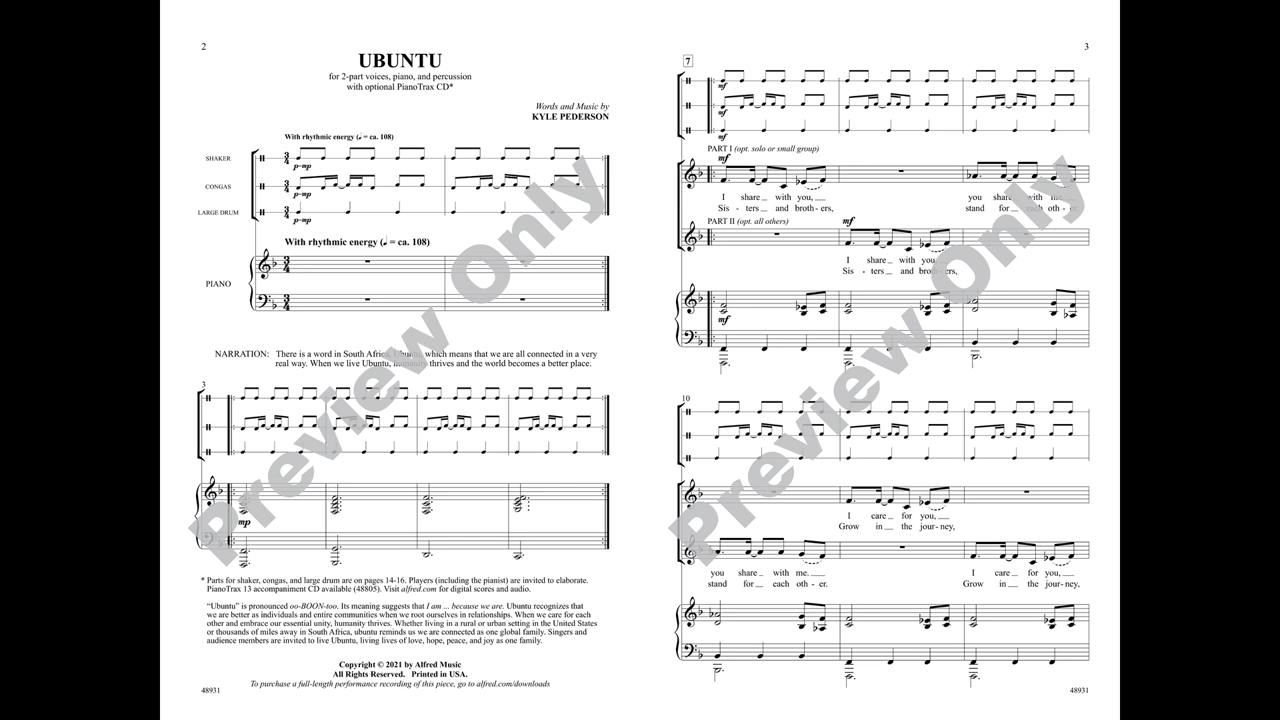 2
UBUNTU
for 2-part voices, piano, and percussion
with optional PianoTrax CD*
Words and Music by
KYLE PEDERSON
With rhythmic energy (♩ = ca. 108)
SHAKER
p-mp
CONGAS
p-mp
LARGE DRUM
p-mp
With rhythmic energy (♩ = ca. 108)
PIANO
NARRATION: There is a word in South Africa, Ubuntu, which means that we are all connected in a very
real way. When we live Ubuntu, humanity thrives and the world becomes a better place.
3
mp
* Parts for shaker, congas, and large drum are on pages 14-16. Players (including the pianist) are invited to elaborate.
PianoTrax 13 accompaniment CD available (48805). Visit alfred.com for digital scores and audio.
“Ubuntu” is pronounced oo-BOON-too. Its meaning suggests that I am ... because we are. Ubuntu recognizes that
we are better as individuals and entire communities when we root ourselves in relationships. When we care for each
other and embrace our essential unity, humanity thrives. Whether living in a rural or urban setting in the United States
or thousands of miles away in South Africa, ubuntu reminds us we are connected as one global family. Singers and
audience members are invited to live Ubuntu, living lives of love, hope, peace, and joy as one family.
Copyright © 2021 by Alfred Music
All Rights Reserved. Printed in USA.
To purchase a full-length performance recording of this piece, go to alfred.com/downloads
48931
Preview Only
3
7
mf
mf
mf
PART I (opt. solo or small group)
mf
I share with you, you share with me.
Sis - ters and broth - ers, stand for each oth - er.
PART II (opt. all others)
mf
I share with you,
Sis - ters and broth - ers,
mf
10
I care for you,
Grow in the jour - ney,
you share with me. I care for you,
stand for each oth - er. Grow in the jour - ney,
48931
Preview Only